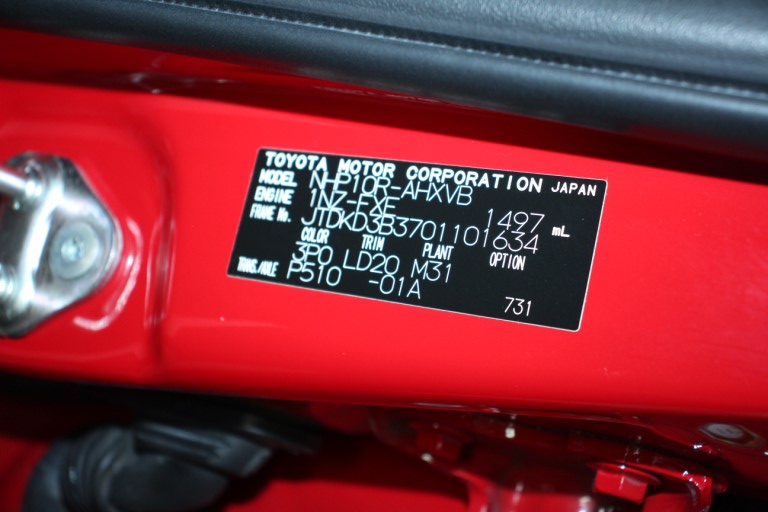 TOYOTA MOTOR CORPORATION JAPAN
MODEL NHP10R-AHXVB
ENGINE 1NZ-FXE 1497 mL
FRAME No. JTDKD3B3701101634
COLOR TRIM PLANT OPTION
3P0 LD20 M31
TRANS./AXLE P510 -01A
731